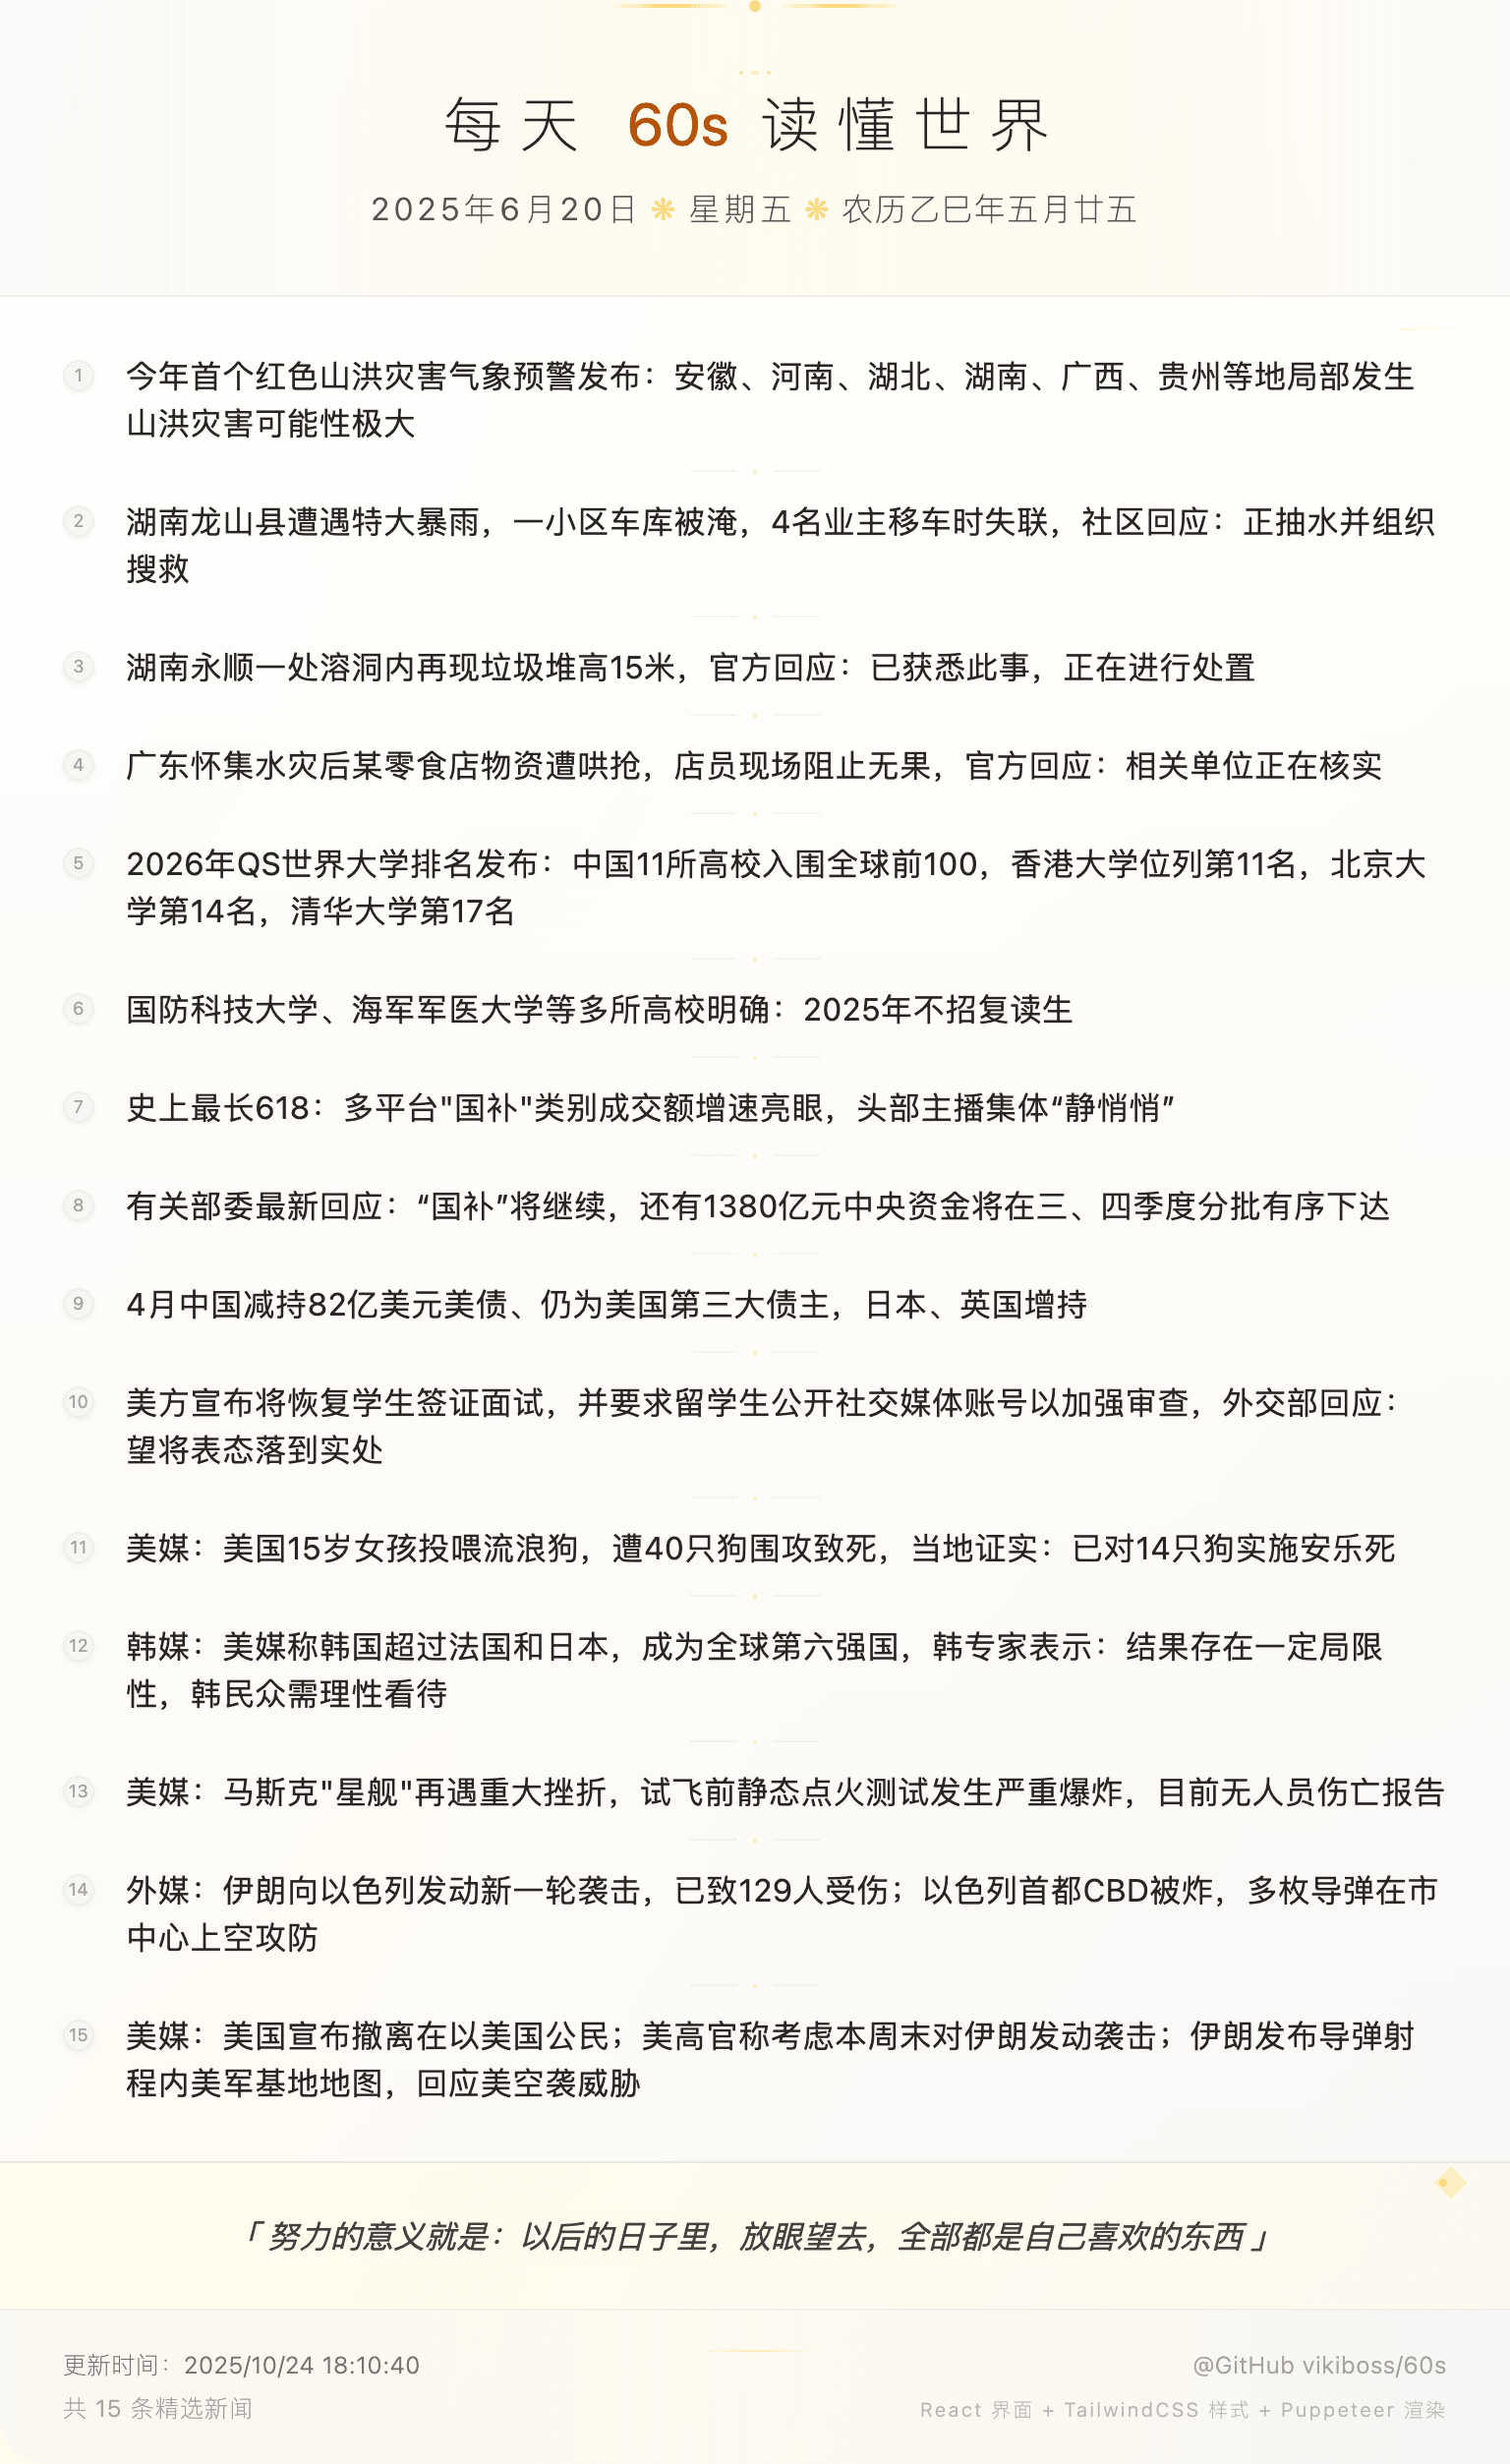 每天 60s 读懂世界
2025年6月20日 ❋ 星期五 ❋ 农历乙巳年五月廿五
1 今年首个红色山洪灾害气象预警发布：安徽、河南、湖北、湖南、广西、贵州等地局部发生
山洪灾害可能性极大
2 湖南龙山县遭遇特大暴雨，一小区车库被淹，4名业主移车时失联，社区回应：正抽水并组织
搜救
3 湖南永顺一处溶洞内再现垃圾堆高15米，官方回应：已获悉此事，正在进行处置
4 广东怀集水灾后某零食店物资遭哄抢，店员现场阻止无果，官方回应：相关单位正在核实
5 2026年QS世界大学排名发布：中国11所高校入围全球前100，香港大学位列第11名，北京大
学第14名，清华大学第17名
6 国防科技大学、海军军医大学等多所高校明确：2025年不招复读生
7 史上最长618：多平台"国补"类别成交额增速亮眼，头部主播集体“静悄悄”
8 有关部委最新回应：“国补”将继续，还有1380亿元中央资金将在三、四季度分批有序下达
9 4月中国减持82亿美元美债、仍为美国第三大债主，日本、英国增持
10 美方宣布将恢复学生签证面试，并要求留学生公开社交媒体账号以加强审查，外交部回应：
望将表态落到实处
11 美媒：美国15岁女孩投喂流浪狗，遭40只狗围攻致死，当地证实：已对14只狗实施安乐死
12 韩媒：美媒称韩国超过法国和日本，成为全球第六强国，韩专家表示：结果存在一定局限
性，韩民众需理性看待
13 美媒：马斯克"星舰"再遇重大挫折，试飞前静态点火测试发生严重爆炸，目前无人员伤亡报告
14 外媒：伊朗向以色列发动新一轮袭击，已致129人受伤；以色列首都CBD被炸，多枚导弹在市
中心上空攻防
15 美媒：美国宣布撤离在以美国公民；美高官称考虑本周末对伊朗发动袭击；伊朗发布导弹射
程内美军基地地图，回应美空袭威胁
「 努力的意义就是：以后的日子里，放眼望去，全部都是自己喜欢的东西 」
更新时间：2025/10/24 18:10:40
@GitHub vikiboss/60s
共 15 条精选新闻
React 界面 + TailwindCSS 样式 + Puppeteer 渲染